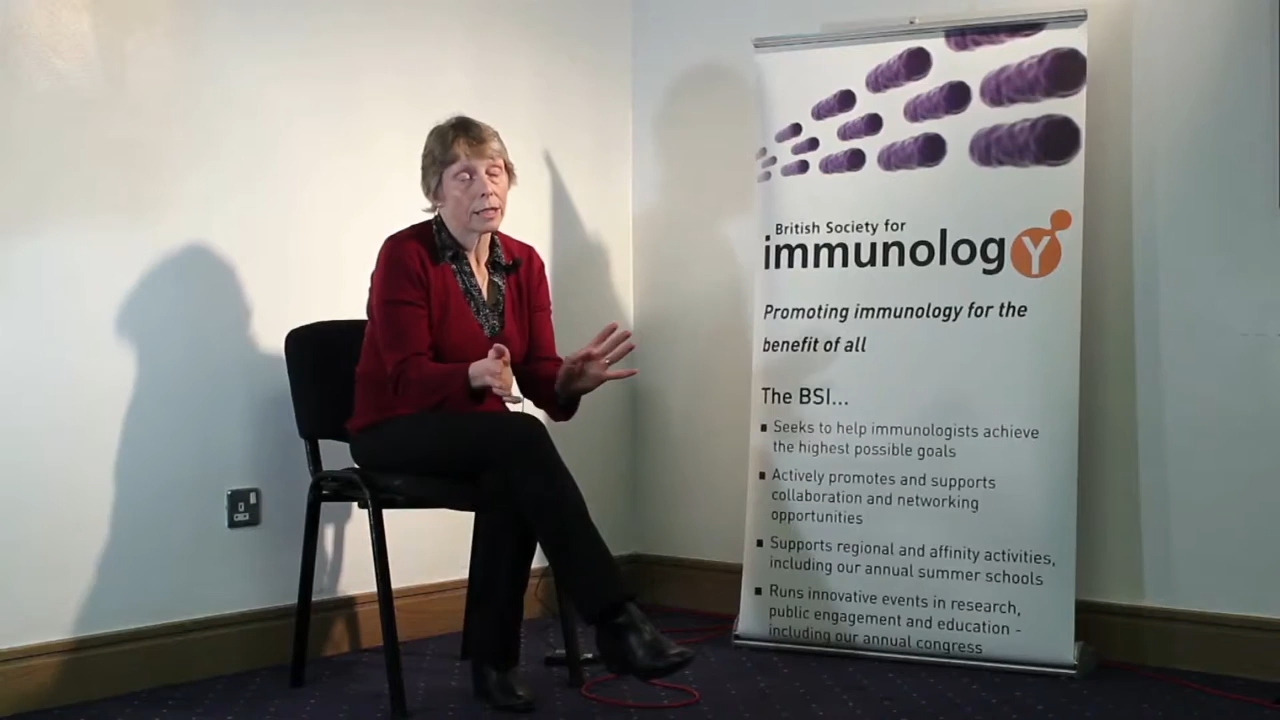 British Society for
immunology
Promoting immunology for the
benefit of all
The BSI...
Seeks to help immunologists achieve
the highest possible goals
Actively promotes and supports
collaboration and networking
opportunities
Supports regional and affinity activities,
including our annual summer schools
Runs innovative events in research,
public engagement and education -
including our annual congress